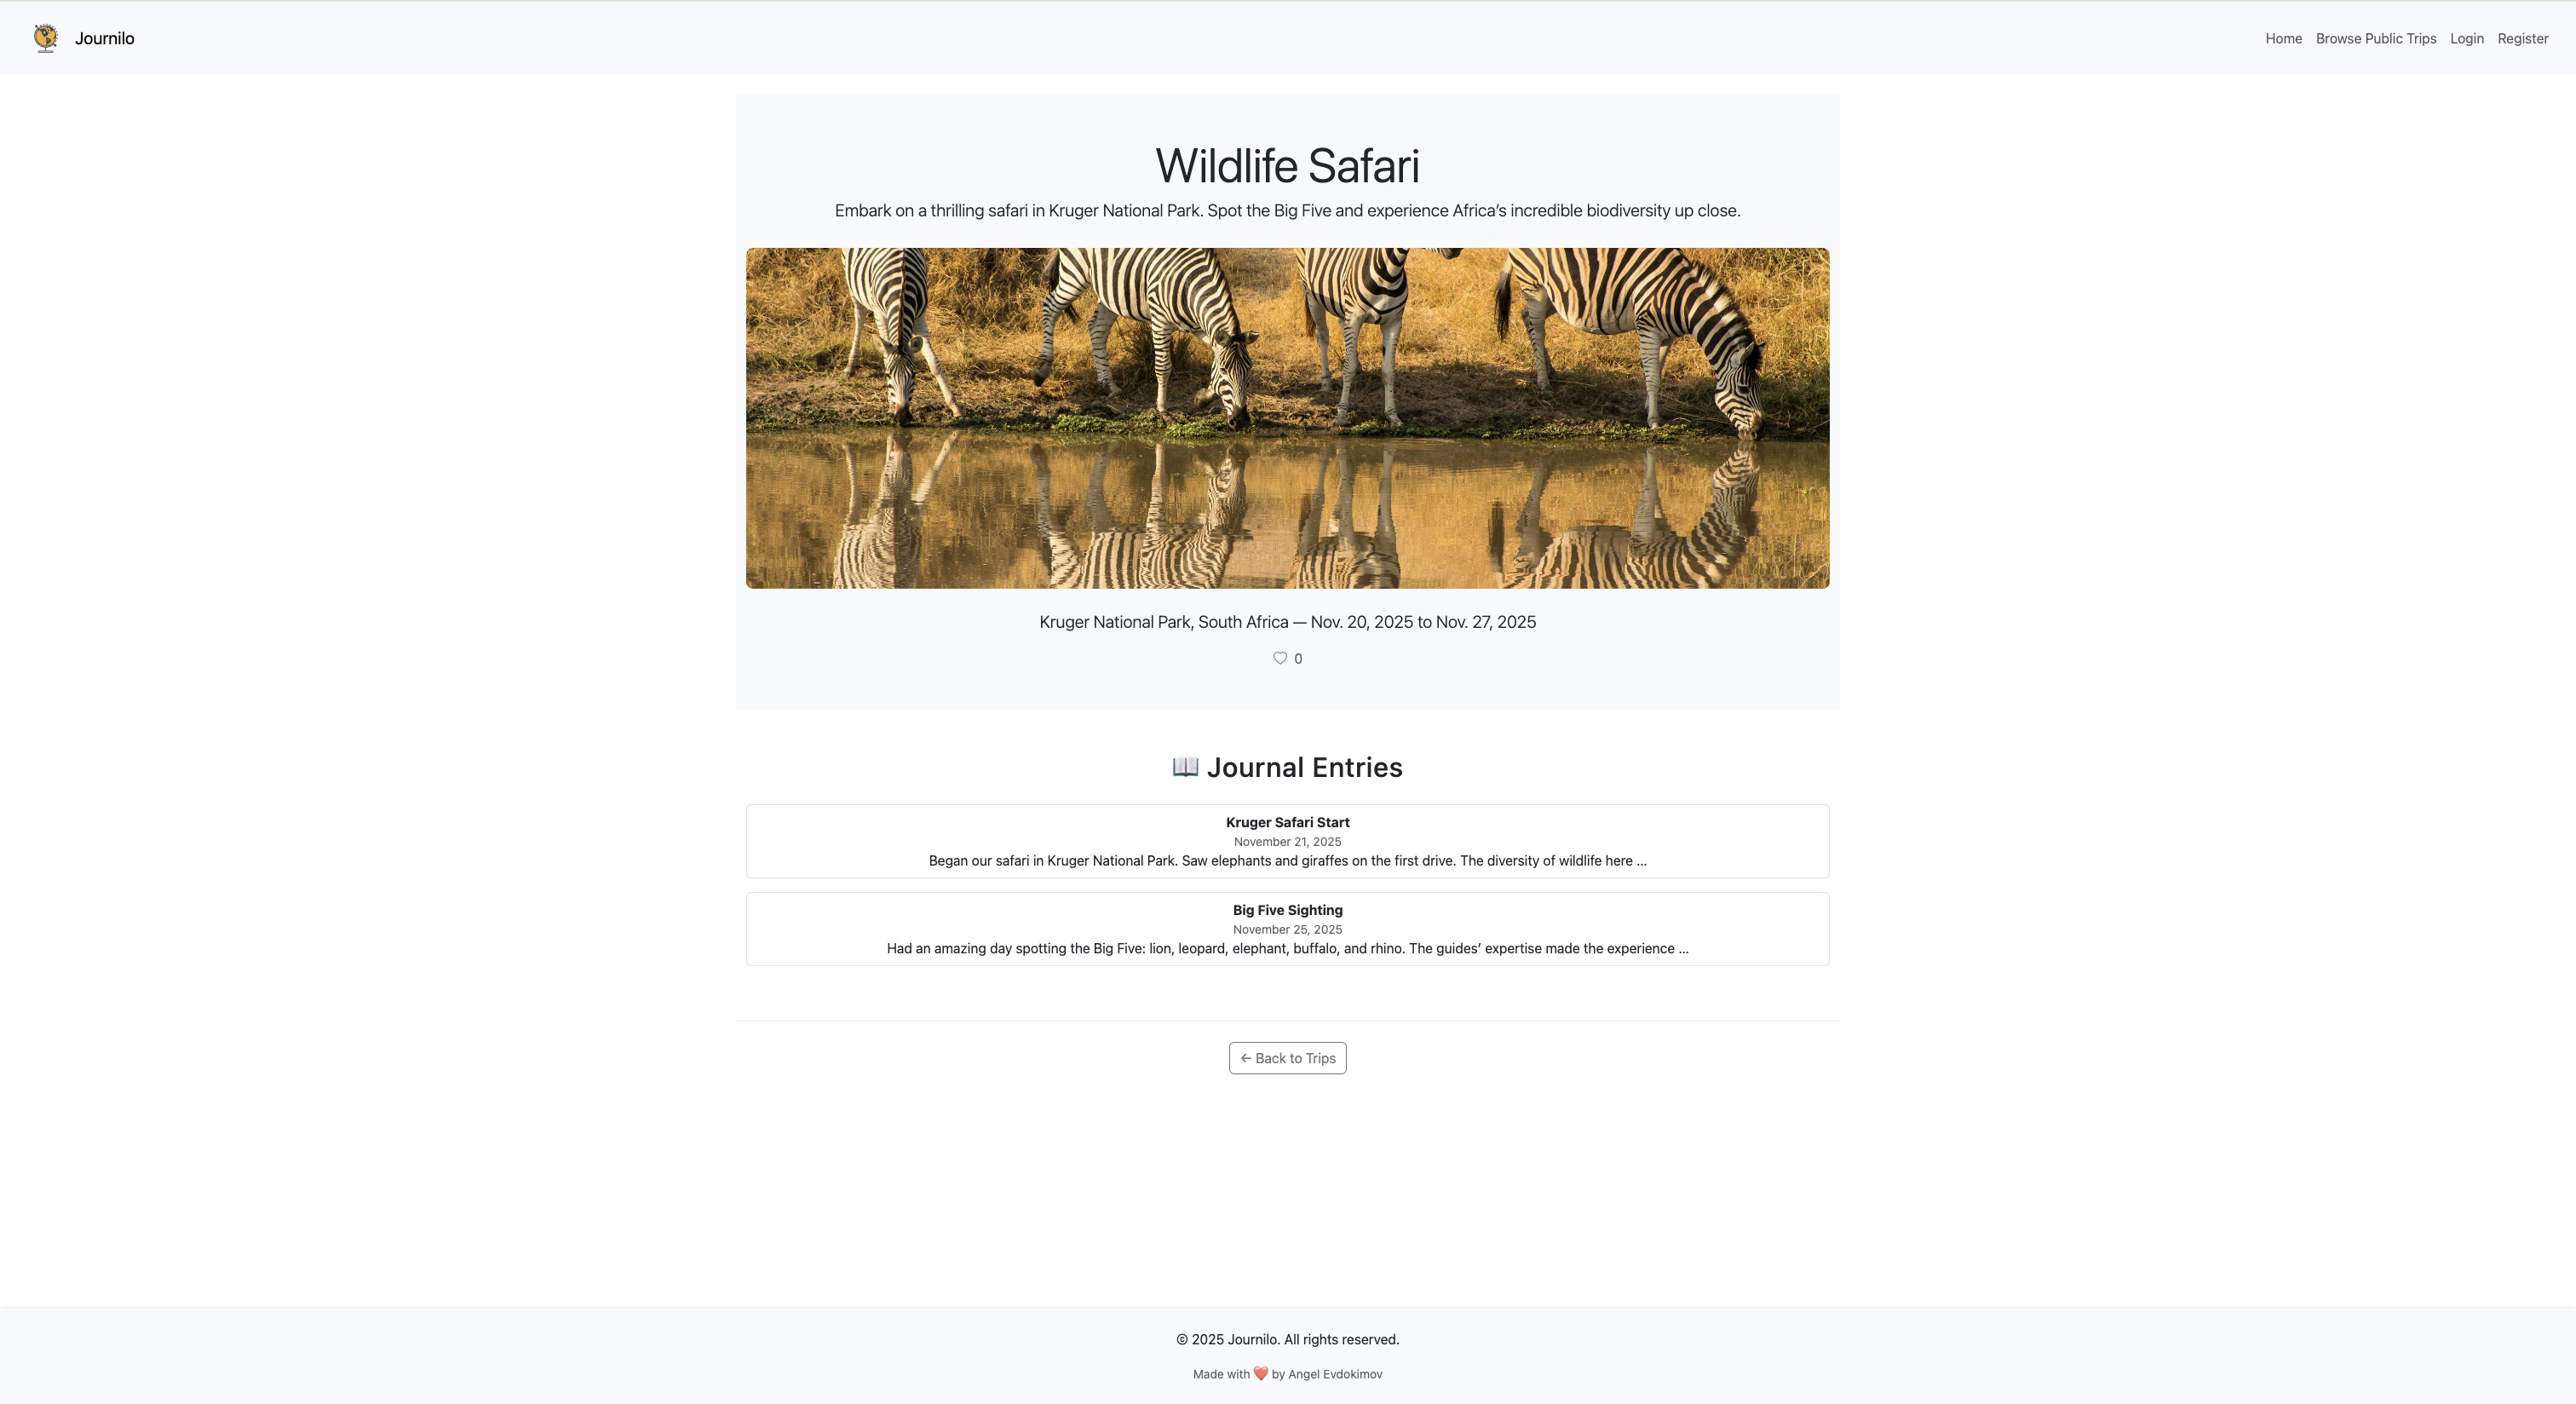 Journilo
Home Browse Public Trips Login Register
Wildlife Safari
Embark on a thrilling safari in Kruger National Park. Spot the Big Five and experience Africa’s incredible biodiversity up close.
Kruger National Park, South Africa — Nov. 20, 2025 to Nov. 27, 2025
♡ 0
📖 Journal Entries
Kruger Safari Start
November 21, 2025
Began our safari in Kruger National Park. Saw elephants and giraffes on the first drive. The diversity of wildlife here …
Big Five Sighting
November 25, 2025
Had an amazing day spotting the Big Five: lion, leopard, elephant, buffalo, and rhino. The guides’ expertise made the experience …
← Back to Trips
© 2025 Journilo. All rights reserved.
Made with ❤️ by Angel Evdokimov